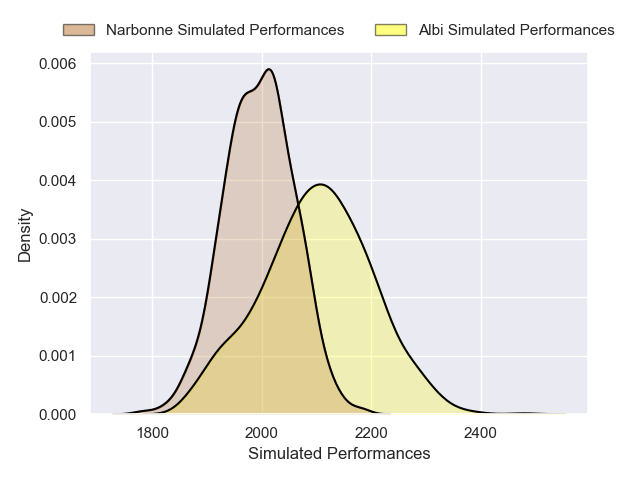 Narbonne Simulated Performances Albi Simulated Performances
0.006
0.005
0.004
0.003
0.002
0.001
0.000
Density
1800 2000 2200 2400
Simulated Performances